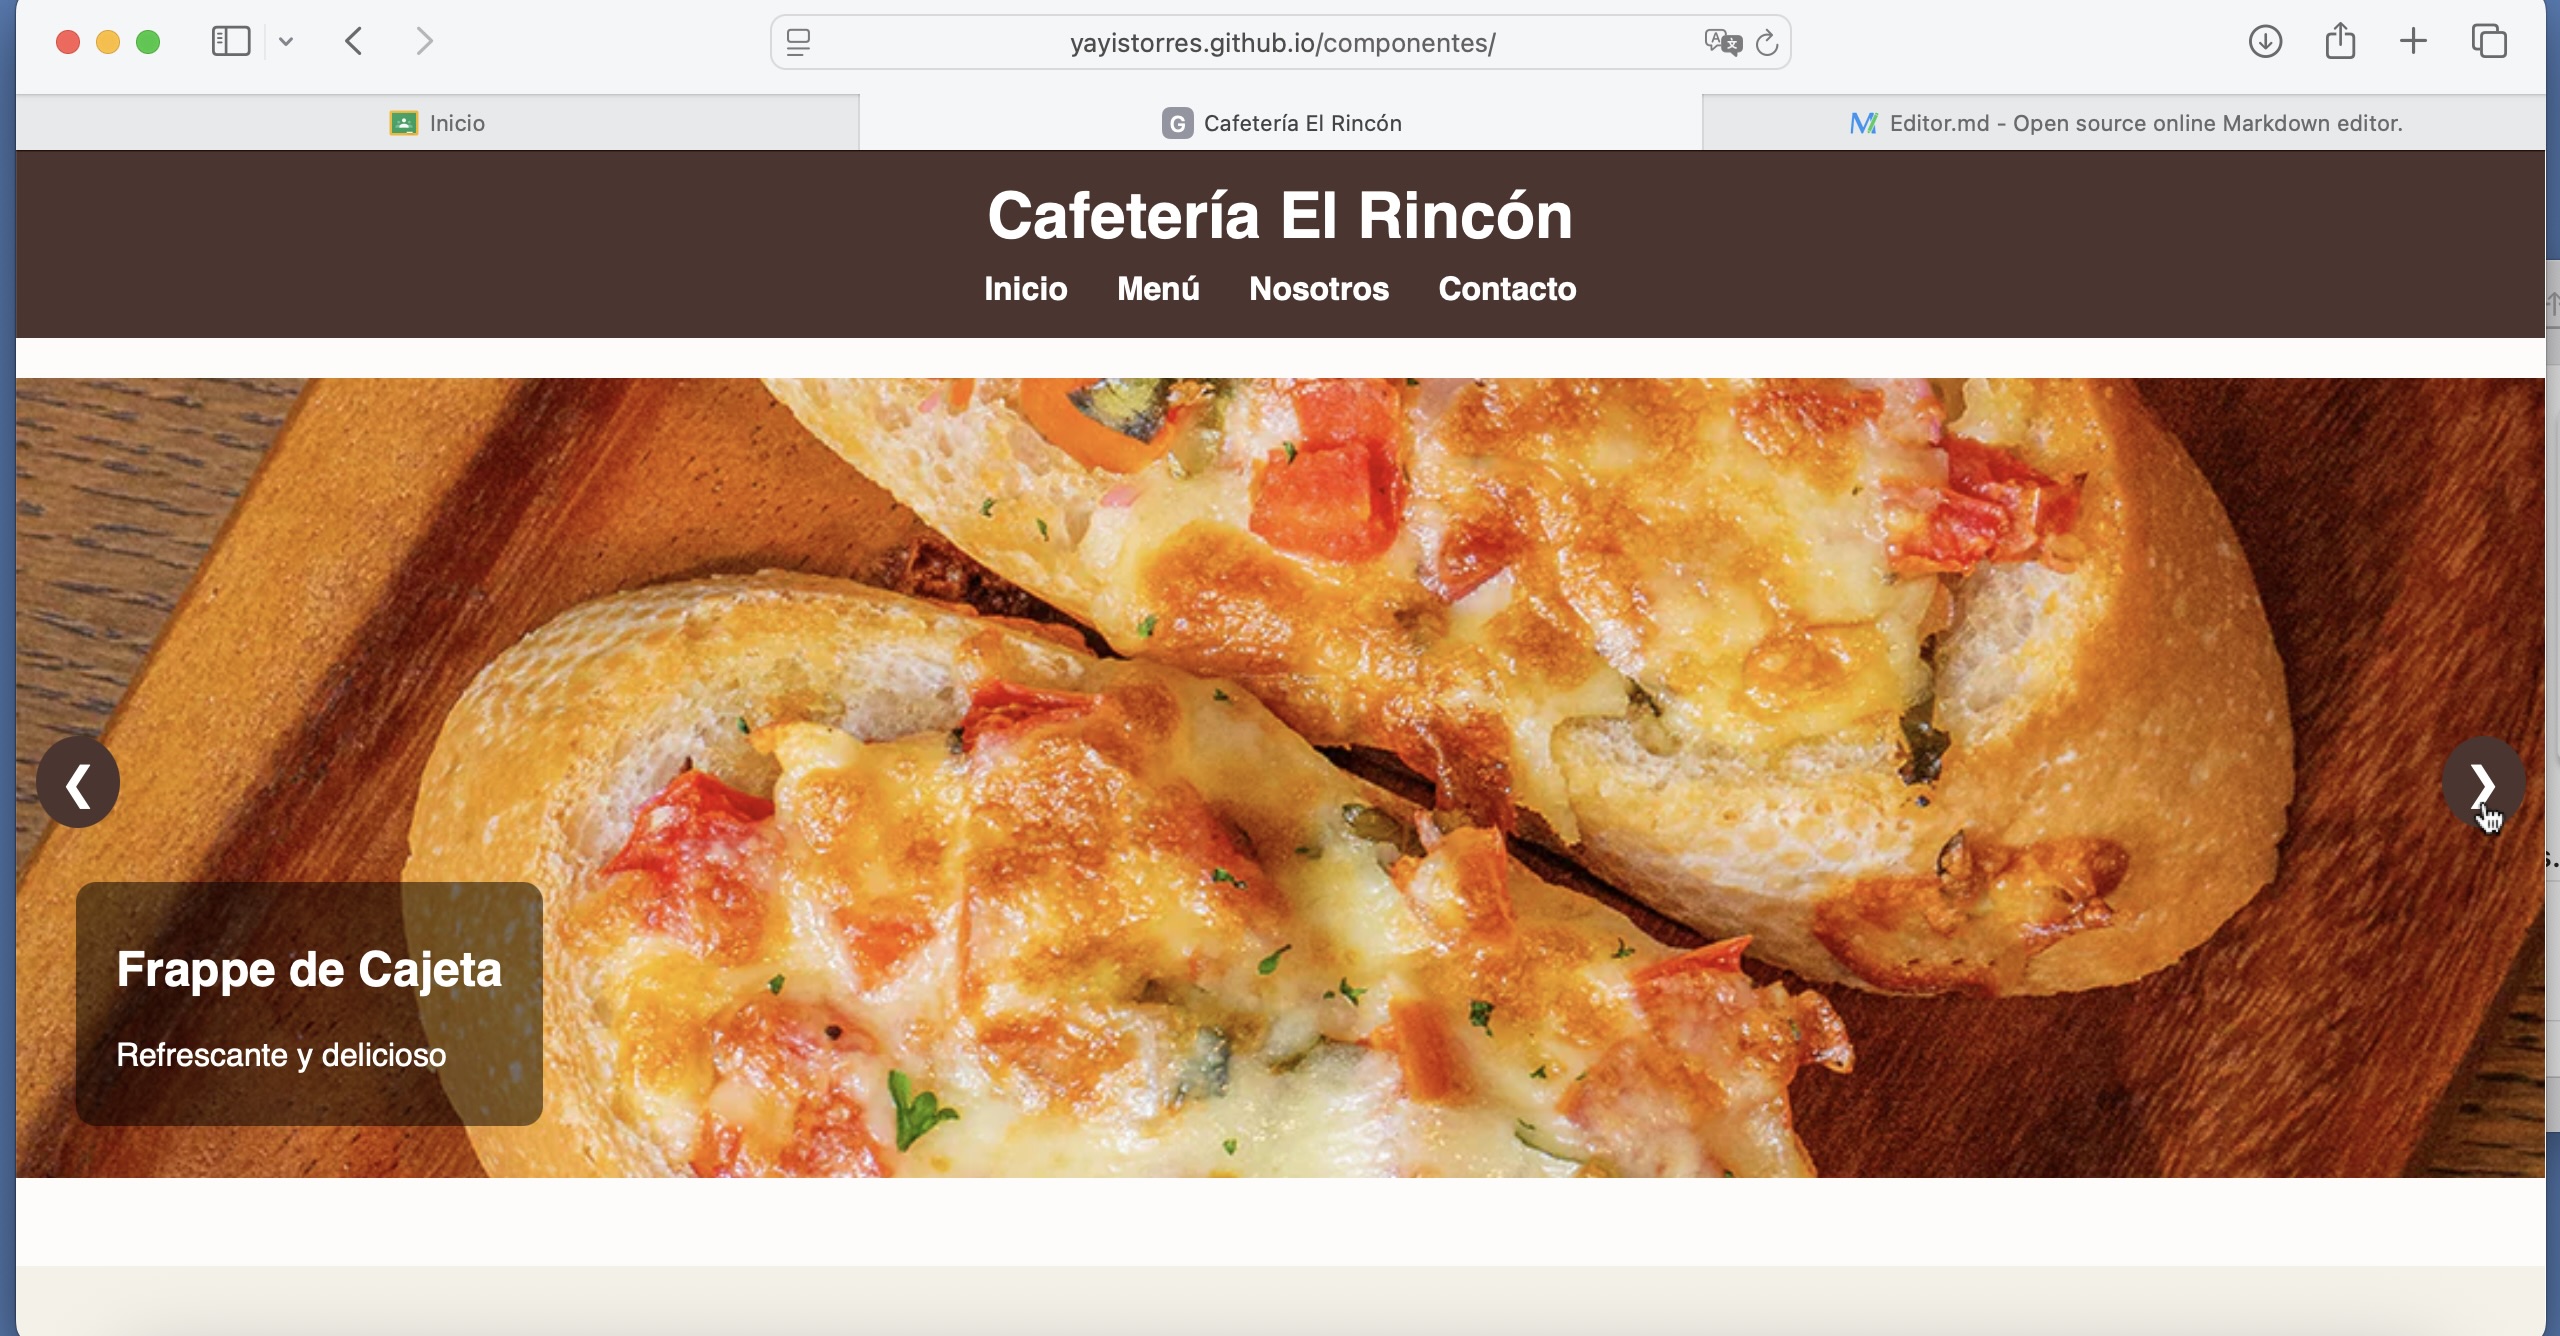 yayistorres.github.io/componentes/
Inicio
G Cafetería El Rincón
Editor.md - Open source online Markdown editor.
Cafetería El Rincón
Inicio Menú Nosotros Contacto
Frappe de Cajeta
Refrescante y delicioso